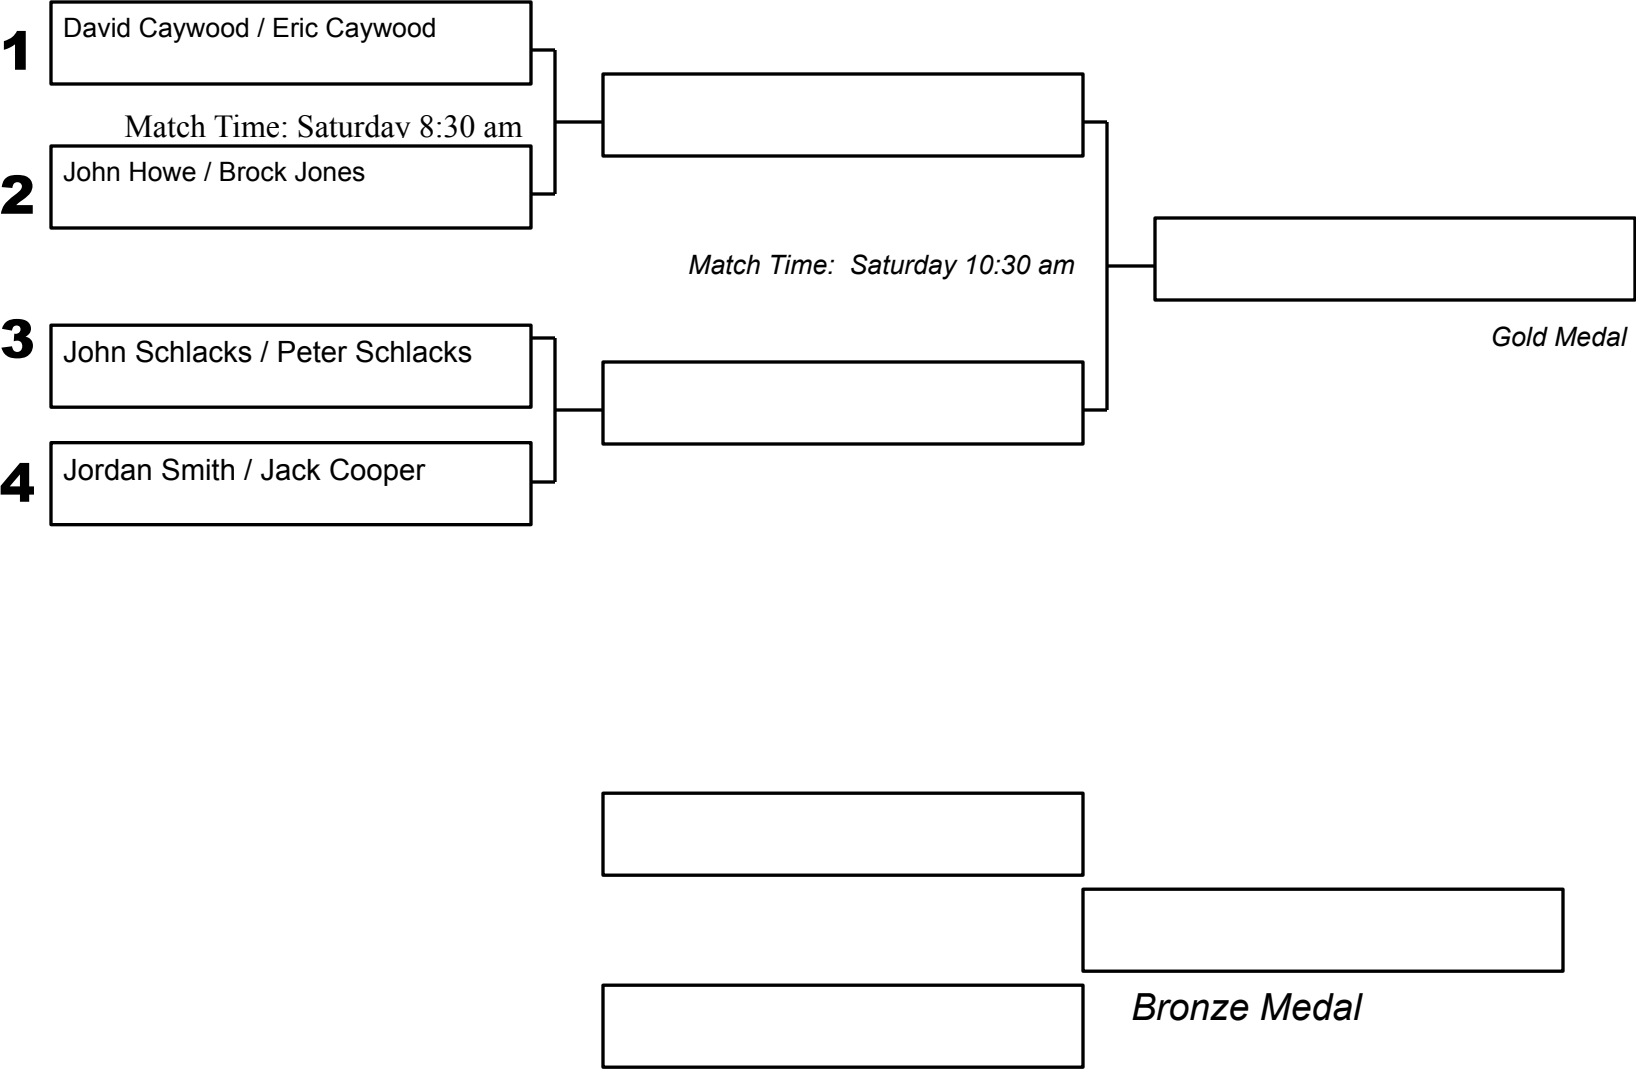 1
David Caywood / Eric Caywood
Match Time: Saturday 8:30 am
2
John Howe / Brock Jones
Match Time: Saturday 10:30 am
3
John Schlacks / Peter Schlacks
Gold Medal
4
Jordan Smith / Jack Cooper
Bronze Medal